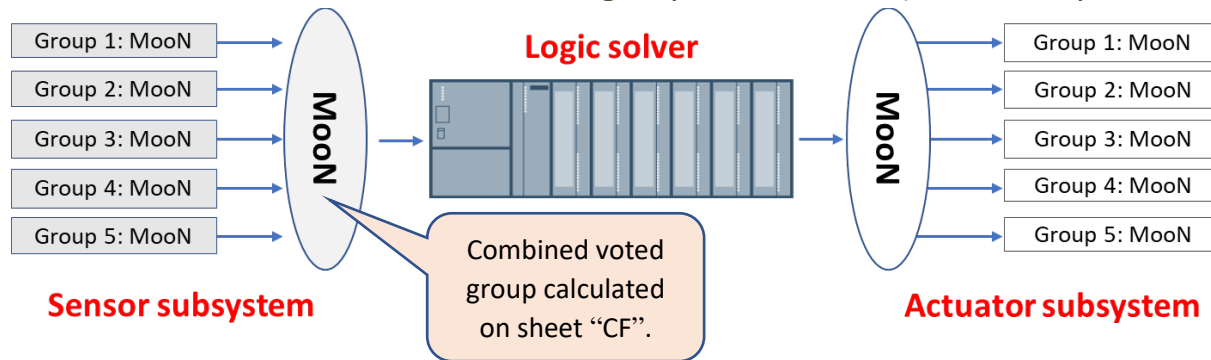 Group 1: MooN
Group 2: MooN
Group 3: MooN
Group 4: MooN
Group 5: MooN
MooN
Sensor subsystem
Logic solver
Combined voted
group calculated
on sheet “CF”.
MooN
Group 1: MooN
Group 2: MooN
Group 3: MooN
Group 4: MooN
Group 5: MooN
Actuator subsystem